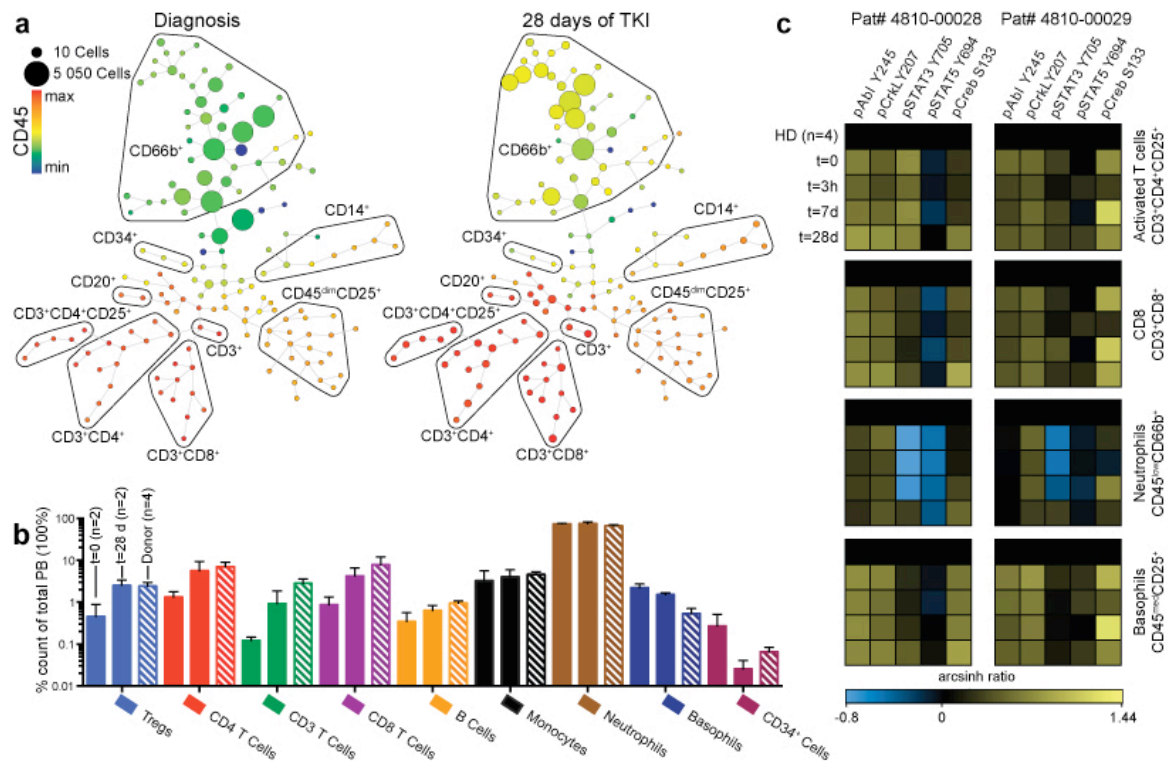 a
Diagnosis
28 days of TKI
10 Cells
5 050 Cells
max
CD45
min
CD66b⁺
CD14⁺
CD34⁺
CD20⁺
CD45ᵈⁱᵐCD25⁺
CD3⁺CD4⁺CD25⁺
CD3⁺
CD3⁺CD4⁺
CD3⁺CD8⁺
CD66b⁺
CD14⁺
CD34⁺
CD20⁺
CD45ᵈⁱᵐCD25⁺
CD3⁺CD4⁺CD25⁺
CD3⁺
CD3⁺CD4⁺
CD3⁺CD8⁺
b
% count of total PB (100%)
100
10
1
0.1
0.01
t=0 (n=2)
t=28 d (n=2)
Donor (n=4)
Tregs
CD4 T Cells
CD3 T Cells
CD8 T Cells
B Cells
Monocytes
Neutrophils
Basophils
CD34⁺ Cells
c
Pat# 4810-00028
Pat# 4810-00029
pAbl Y245
pCrkLY207
pSTAT3 Y705
pSTAT5 Y694
pCreb S133
pAbl Y245
pCrkLY207
pSTAT3 Y705
pSTAT5 Y694
pCreb S133
HD (n=4)
t=0
t=3h
t=7d
t=28d
Activated T cells
CD3⁺CD4⁺CD25⁺
CD8
CD3⁺CD8⁺
Neutrophils
CD45ˡᵒʷCD66b⁺
Basophils
CD45ᵐᵉᵈCD25⁺
arcsinh ratio
-0.8
0
1.44